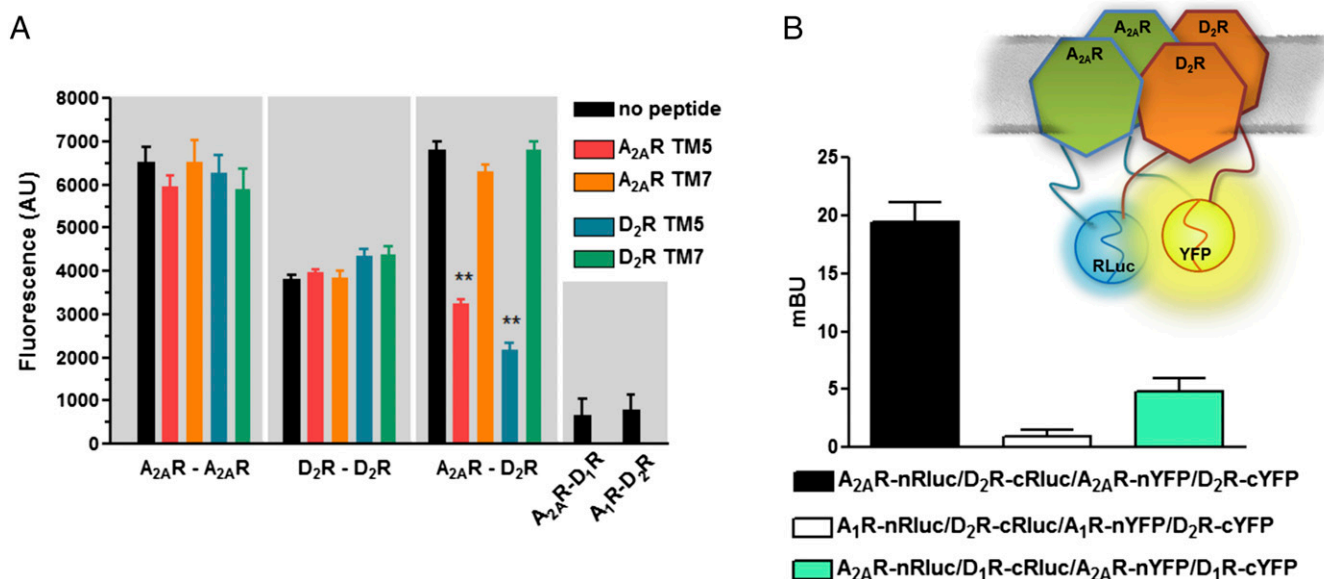 A
8000
7000
6000
5000
4000
3000
2000
1000
0
Fluorescence (AU)
no peptide
A2AR TM5
A2AR TM7
D2R TM5
D2R TM7
**
**
A2AR - A2AR
D2R - D2R
A2AR - D2R
A2AR-D1R
A1R-D2R
B
A2AR
D2R
A2AR
D2R
RLuc
YFP
25
20
15
10
5
0
mBU
A2AR-nRluc/D2R-cRluc/A2AR-nYFP/D2R-cYFP
A1R-nRluc/D2R-cRluc/A1R-nYFP/D2R-cYFP
A2AR-nRluc/D1R-cRluc/A2AR-nYFP/D1R-cYFP